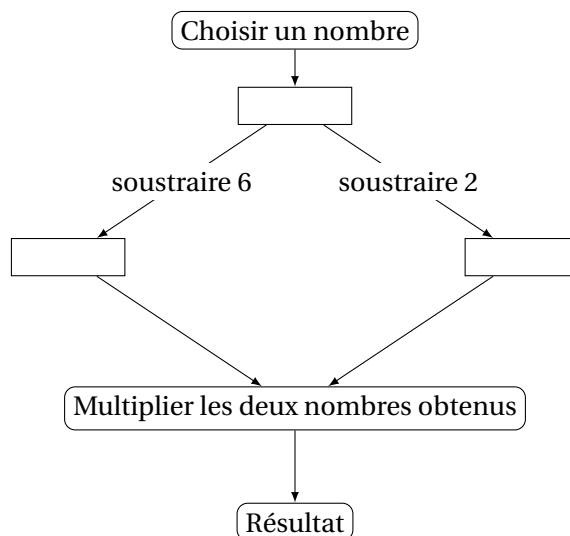 Choisir un nombre
soustraire 6
soustraire 2
Multiplier les deux nombres obtenus
Résultat